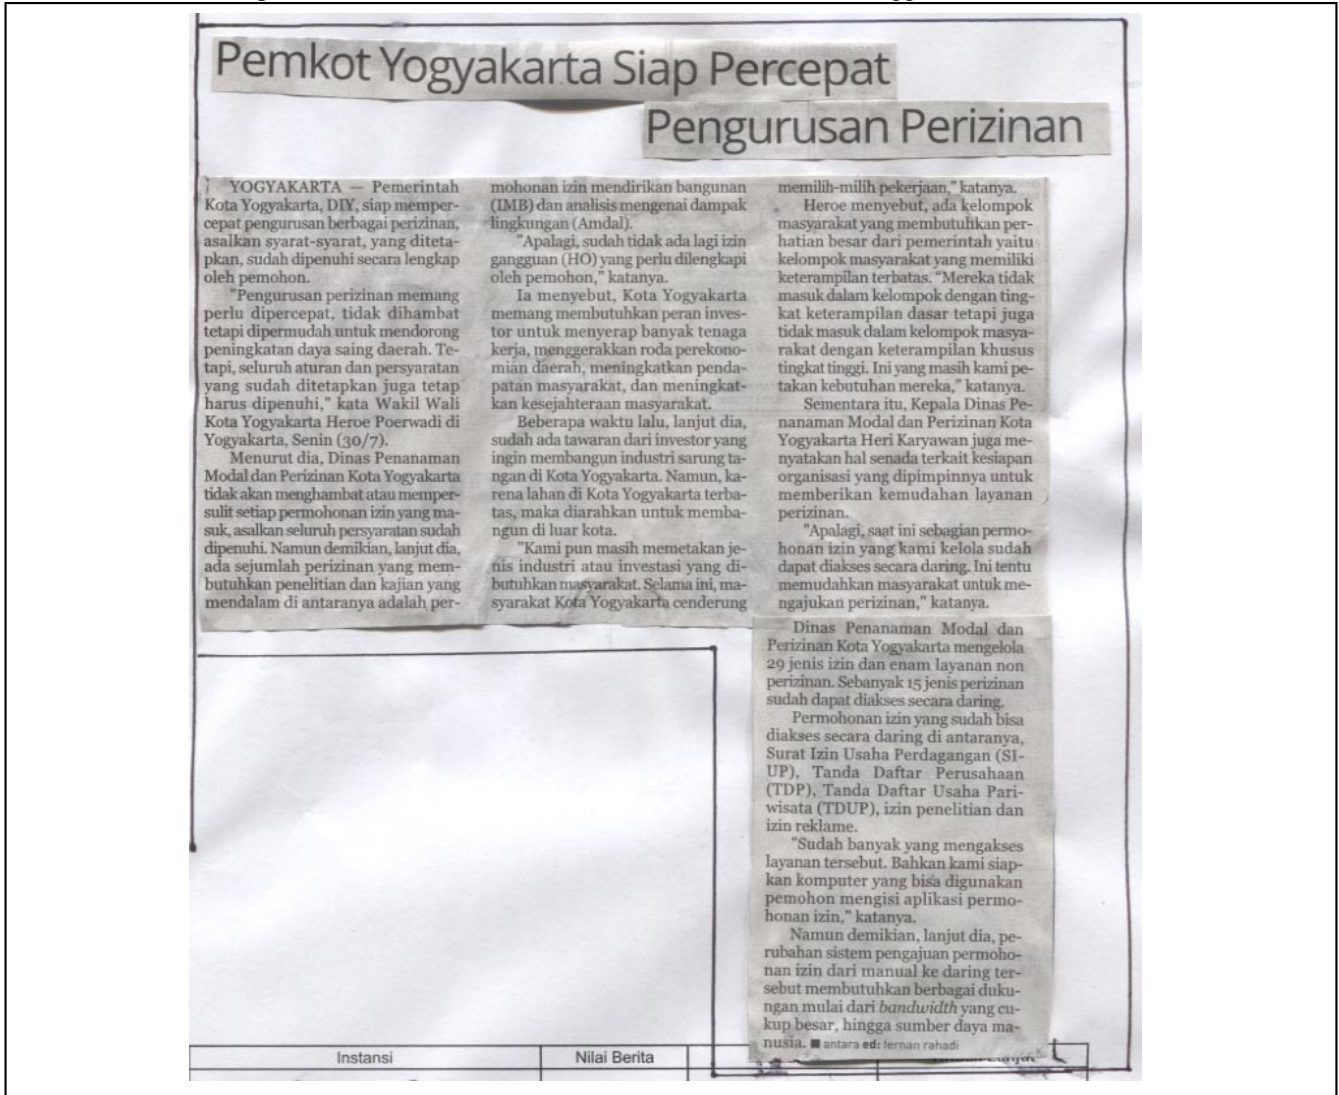 Pemkot Yogyakarta Siap Percepat
Pengurusan Perizinan
YOGYAKARTA — Pemerintah
Kota Yogyakarta, DIY, siap memper-
cepat pengurusan berbagai perizinan,
asalkan syarat-syarat, yang diteta-
pkan, sudah dipenuhi secara lengkap
oleh pemohon.
"Pengurusan perizinan memang
perlu dipercepat, tidak dihambat
tetapi dipermudah untuk mendorong
peningkatan daya saing daerah. Te-
tapi, seluruh aturan dan persyaratan
yang sudah ditetapkan juga tetap
harus dipenuhi," kata Wakil Wali
Kota Yogyakarta Heroe Poerwadi di
Yogyakarta, Senin (30/7).
Menurut dia, Dinas Penanaman
Modal dan Perizinan Kota Yogyakarta
tidak akan menghambat atau memper-
sulit setiap permohonan izin yang ma-
suk, asalkan seluruh persyaratan sudah
dipenuhi. Namun demikian, lanjut dia,
ada sejumlah perizinan yang mem-
butuhkan penelitian dan kajian yang
mendalam di antaranya adalah per-
mohonan izin mendirikan bangunan
(IMB) dan analisis mengenai dampak
lingkungan (Amdal).
"Apalagi, sudah tidak ada lagi izin
gangguan (HO) yang perlu dilengkapi
oleh pemohon," katanya.
Ia menyebut, Kota Yogyakarta
memang membutuhkan peran inves-
tor untuk menyerap banyak tenaga
kerja, menggerakkan roda perekono-
mian daerah, meningkatkan penda-
patan masyarakat, dan meningkat-
kan kesejahteraan masyarakat.
Beberapa waktu lalu, lanjut dia,
sudah ada tawaran dari investor yang
ingin membangun industri sarung ta-
ngan di Kota Yogyakarta. Namun, ka-
rena lahan di Kota Yogyakarta terba-
tas, maka diarahkan untuk memba-
ngun di luar kota.
"Kami pun masih memetakan je-
nis industri atau investasi yang di-
butuhkan masyarakat. Selama ini, ma-
syarakat Kota Yogyakarta cenderung
memilih-milih pekerjaan," katanya.
Heroe menyebut, ada kelompok
masyarakat yang membutuhkan per-
hatian besar dari pemerintah yaitu
kelompok masyarakat yang memiliki
keterampilan terbatas. "Mereka tidak
masuk dalam kelompok dengan ting-
kat keterampilan dasar tetapi juga
tidak masuk dalam kelompok masya-
rakat dengan keterampilan khusus
tingkat tinggi. Ini yang masih kami pe-
takan kebutuhan mereka," katanya.
Sementara itu, Kepala Dinas Pe-
nanaman Modal dan Perizinan Kota
Yogyakarta Heri Karyawan juga me-
nyatakan hal senada terkait kesiapan
organisasi yang dipimpinnya untuk
memberikan kemudahan layanan
perizinan.
"Apalagi, saat ini sebagian permo-
honan izin yang kami kelola sudah
dapat diakses secara daring. Ini tentu
memudahkan masyarakat untuk me-
ngajukan perizinan," katanya.
Dinas Penanaman Modal dan
Perizinan Kota Yogyakarta mengelola
29 jenis izin dan enam layanan non
perizinan. Sebanyak 15 jenis perizinan
sudah dapat diakses secara daring.
Permohonan izin yang sudah bisa
diakses secara daring di antaranya,
Surat Izin Usaha Perdagangan (SI-
UP), Tanda Daftar Perusahaan
(TDP), Tanda Daftar Usaha Pari-
wisata (TDUP), izin penelitian dan
izin reklame.
"Sudah banyak yang mengakses
layanan tersebut. Bahkan kami siap-
kan komputer yang bisa digunakan
pemohon mengisi aplikasi permo-
honan izin," katanya.
Namun demikian, lanjut dia, pe-
rubahan sistem pengajuan permoho-
nan izin dari manual ke daring ter-
sebut membutuhkan berbagai duku-
ngan mulai dari bandwidth yang cu-
kup besar, hingga sumber daya ma-
nusia. ■ antara ed: fernan rahadi
Instansi
Nilai Berita